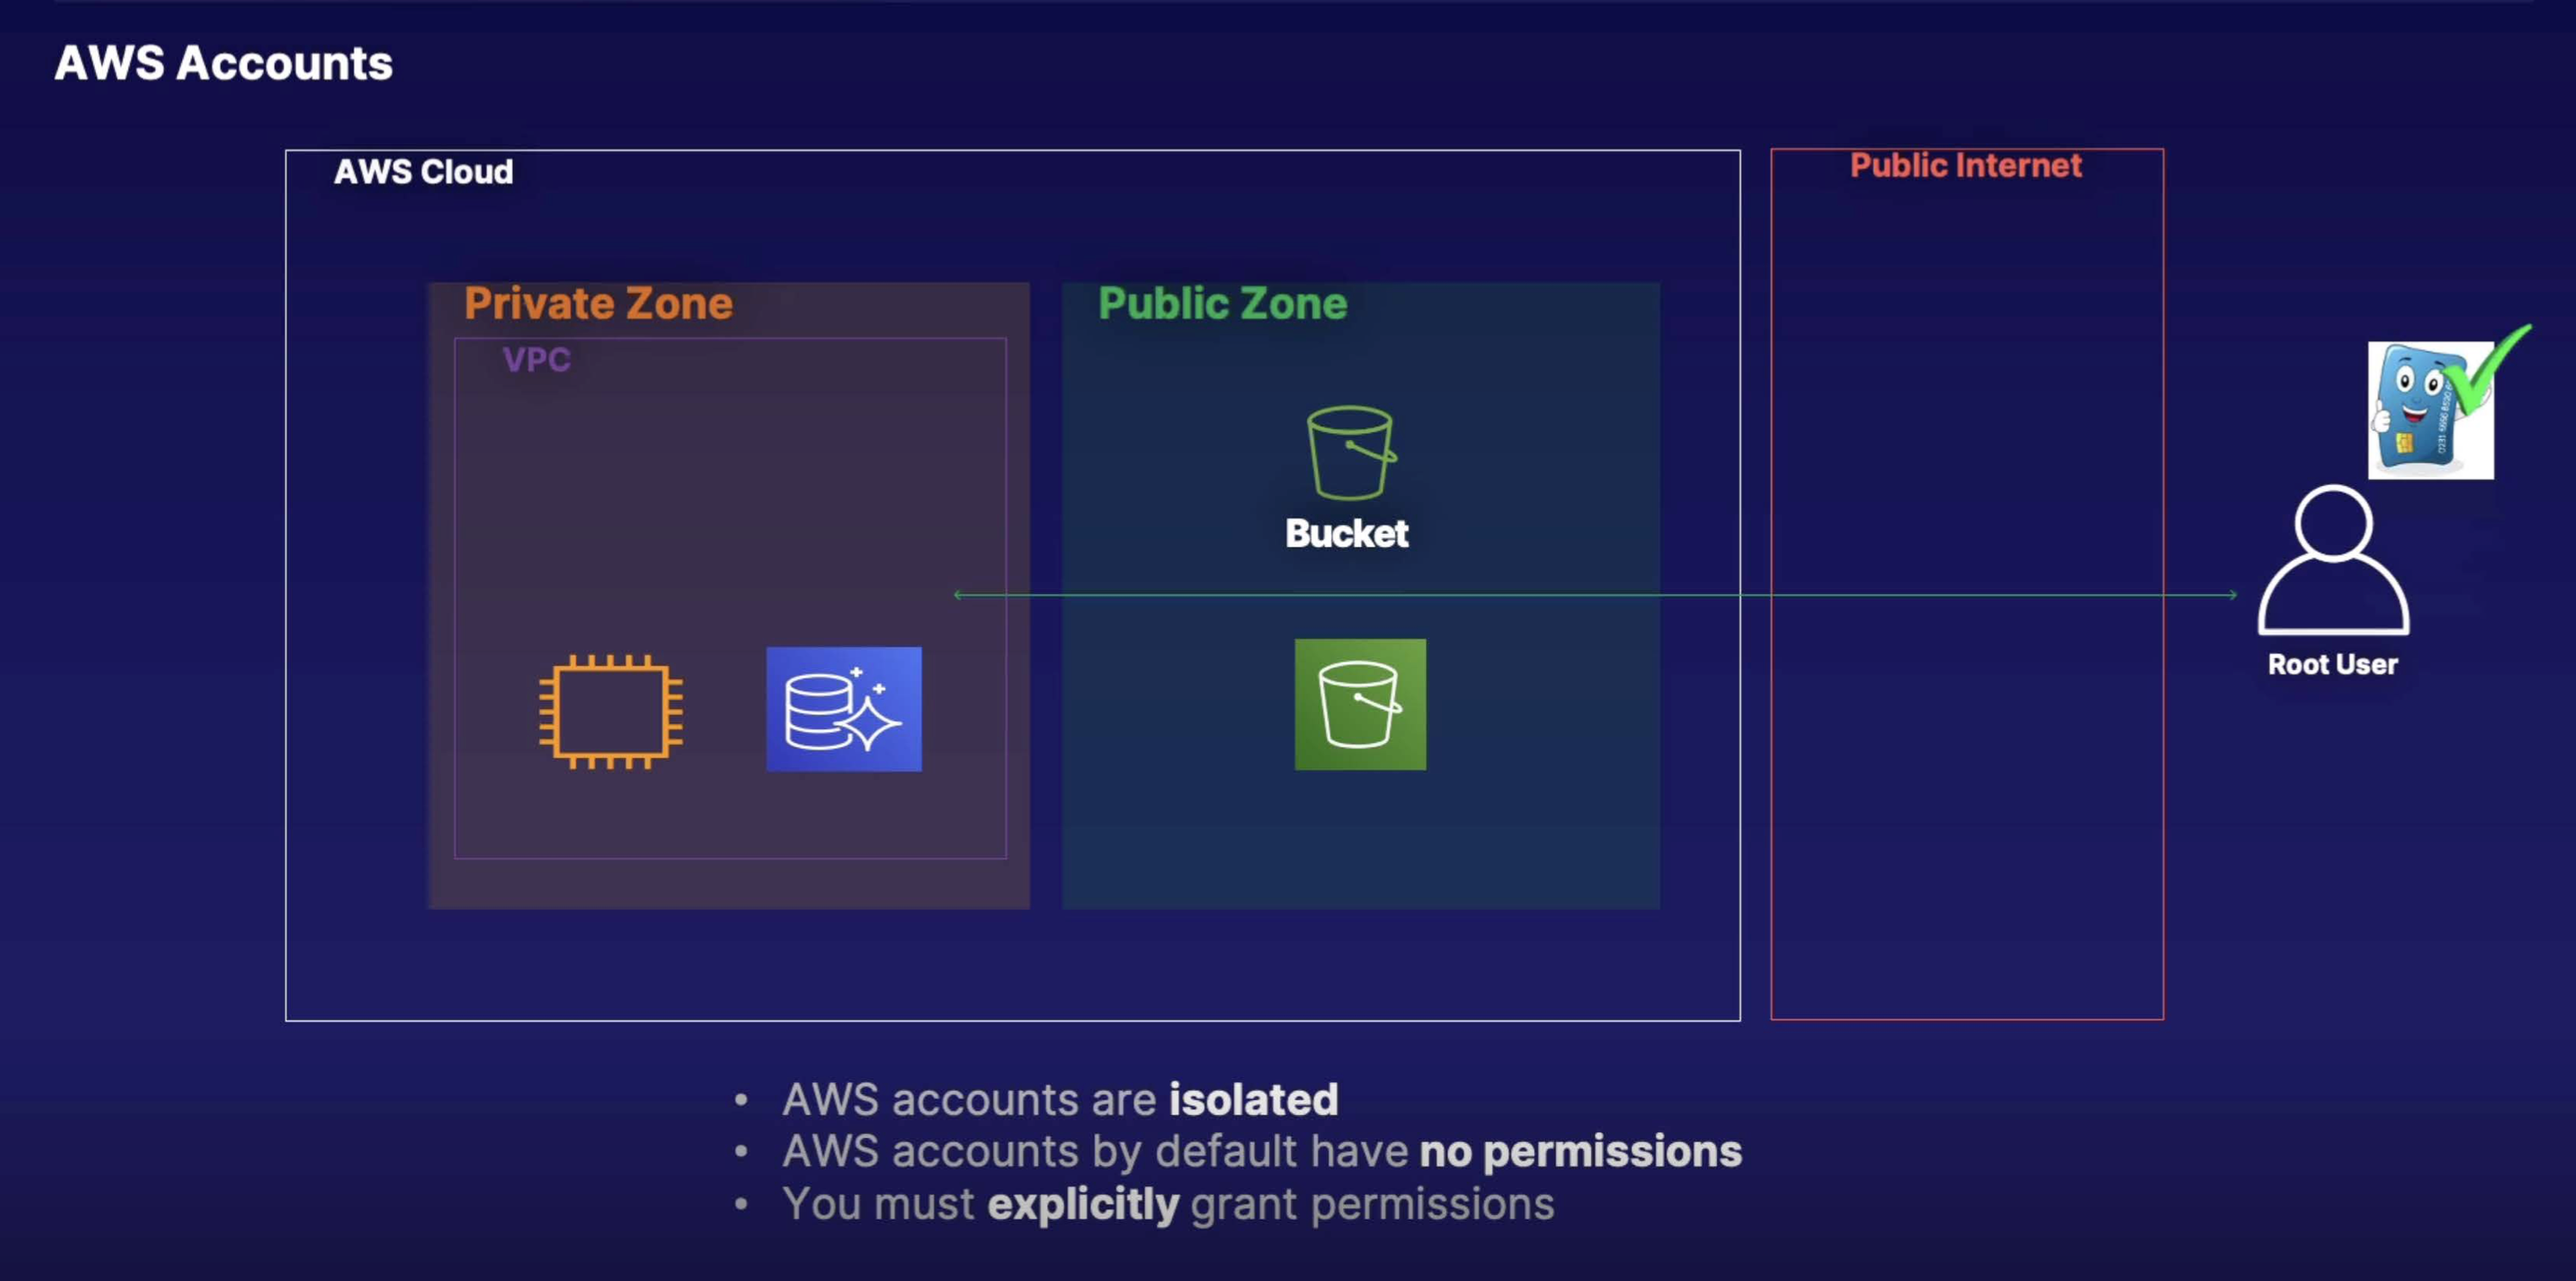 AWS Accounts
AWS Cloud
Public Internet
Private Zone
Public Zone
VPC
Bucket
Root User
• AWS accounts are isolated
• AWS accounts by default have no permissions
• You must explicitly grant permissions